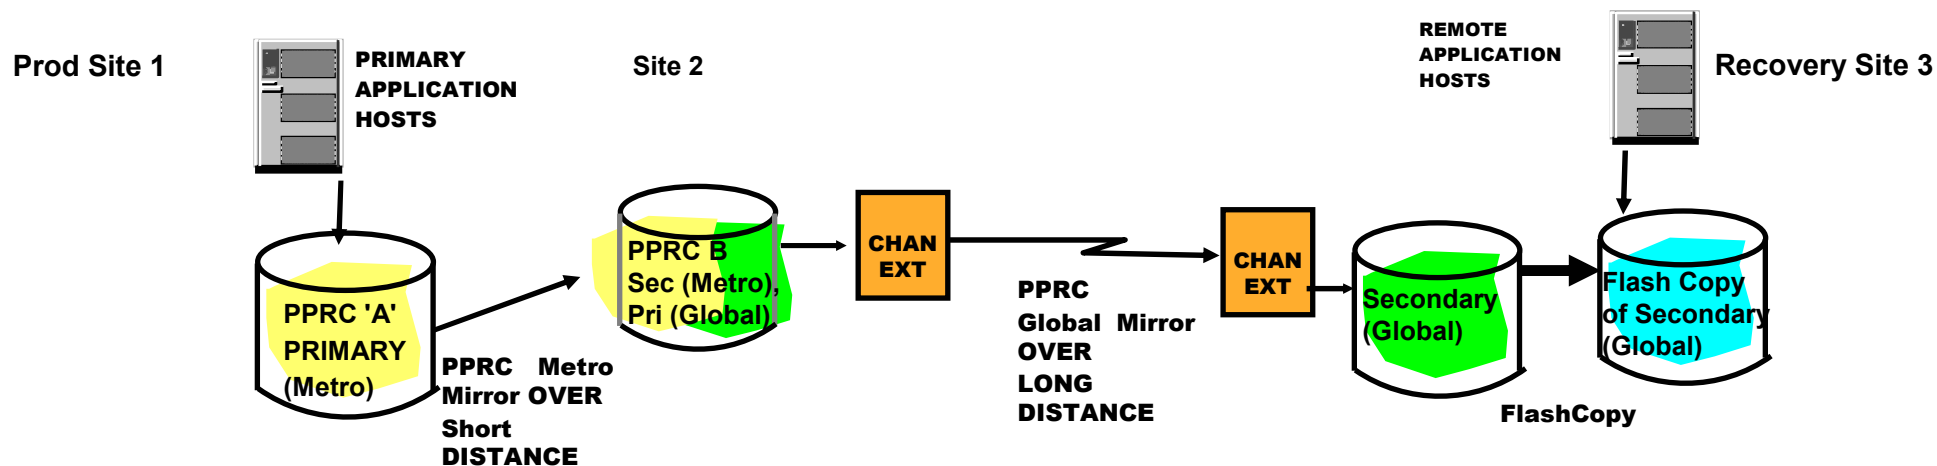 Prod Site 1
PRIMARY
APPLICATION
HOSTS
Site 2
REMOTE
APPLICATION
HOSTS
Recovery Site 3
PPRC 'A'
PRIMARY
(Metro)
PPRC Metro
Mirror OVER
Short
DISTANCE
PPRC B
Sec (Metro),
Pri (Global)
CHAN
EXT
PPRC
Global Mirror
OVER
LONG
DISTANCE
CHAN
EXT
Secondary
(Global)
FlashCopy
Flash Copy
of Secondary
(Global)